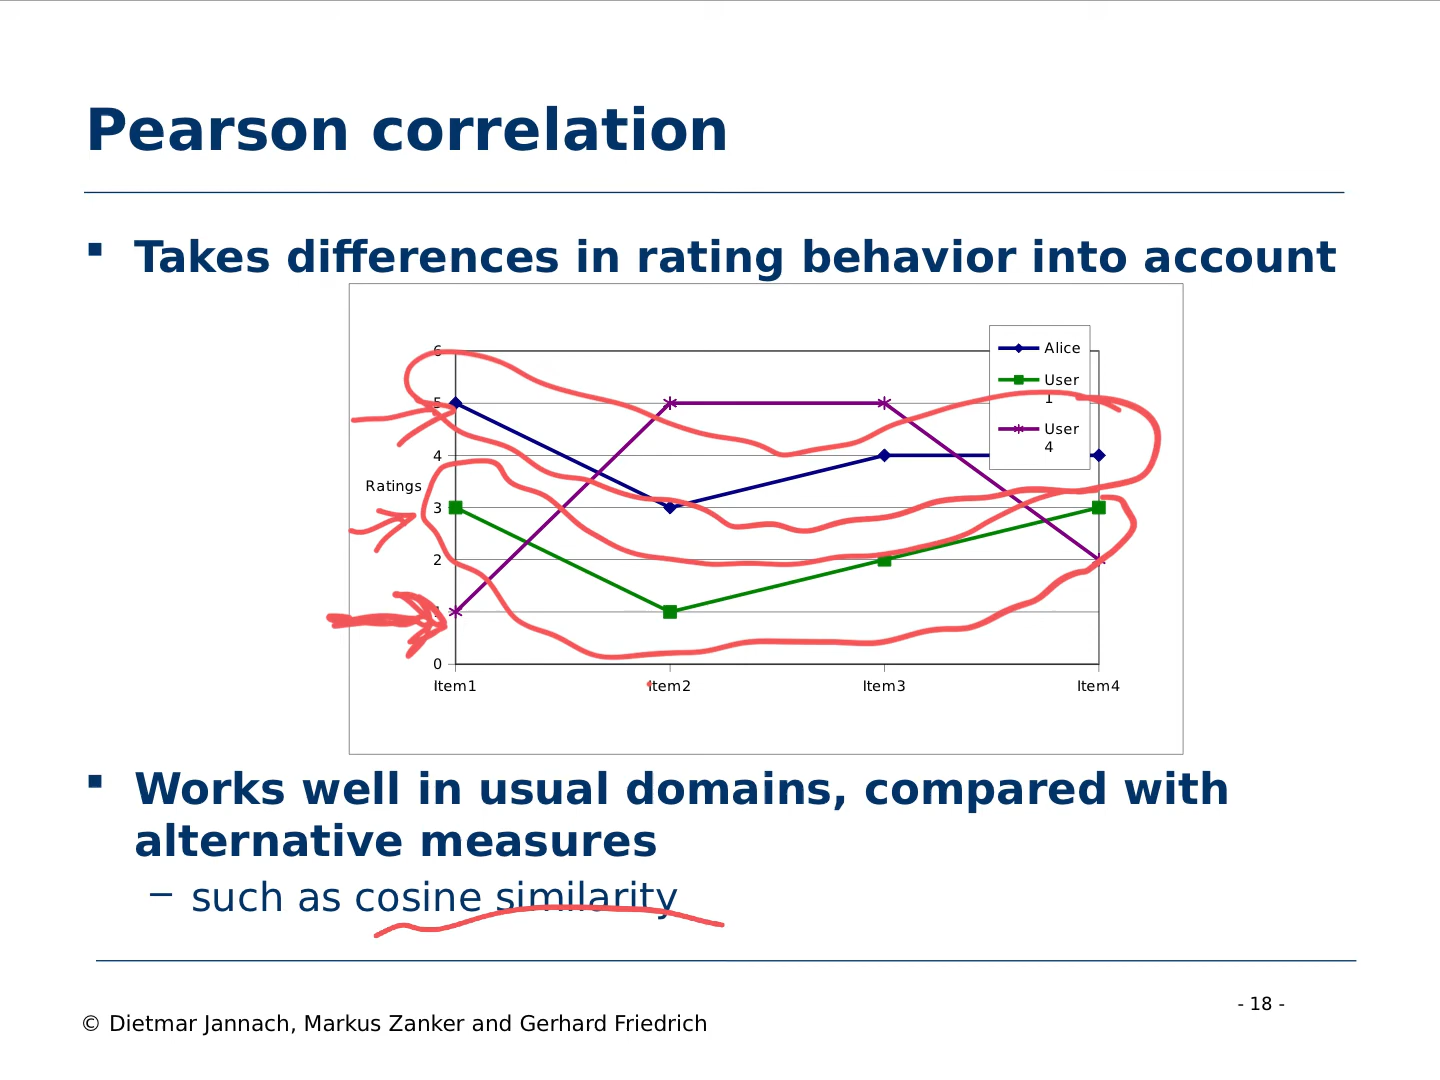 Pearson correlation
▪ Takes differences in rating behavior into account
6
5
4
3
2
1
0
Ratings
Item1 Item2 Item3 Item4
Alice
User
1
User
4
▪ Works well in usual domains, compared with
alternative measures
– such as cosine similarity
- 18 -
© Dietmar Jannach, Markus Zanker and Gerhard Friedrich